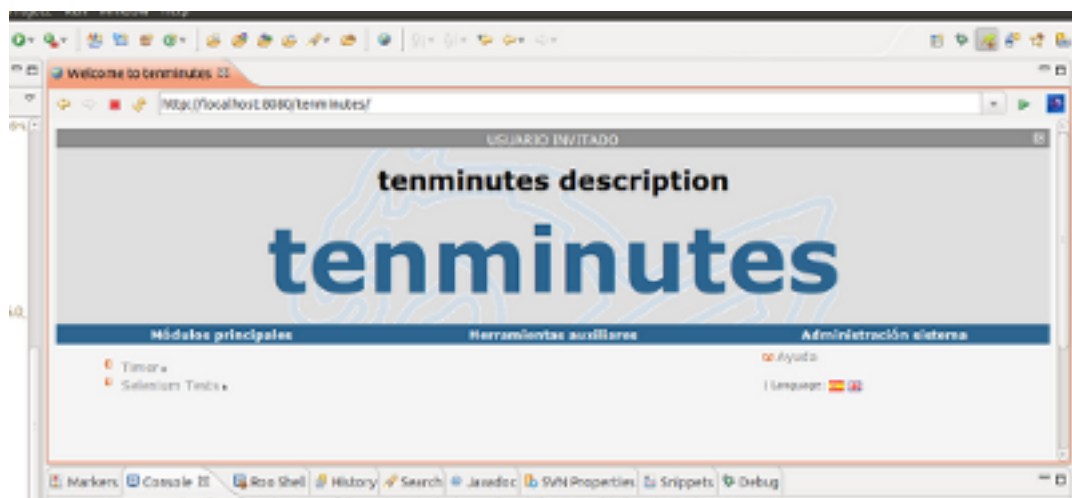 Welcome to tenminutes
http://localhost:8080/tenminutes/
USUARIO INVITADO
tenminutes description
tenminutes
Módulos principales Herramientas auxiliares Administración sistema
Timer
Ayuda
Selenium Tests
| Language:
Markers Console Roo Shell History Search Javadoc SVN Properties Snippets Debug